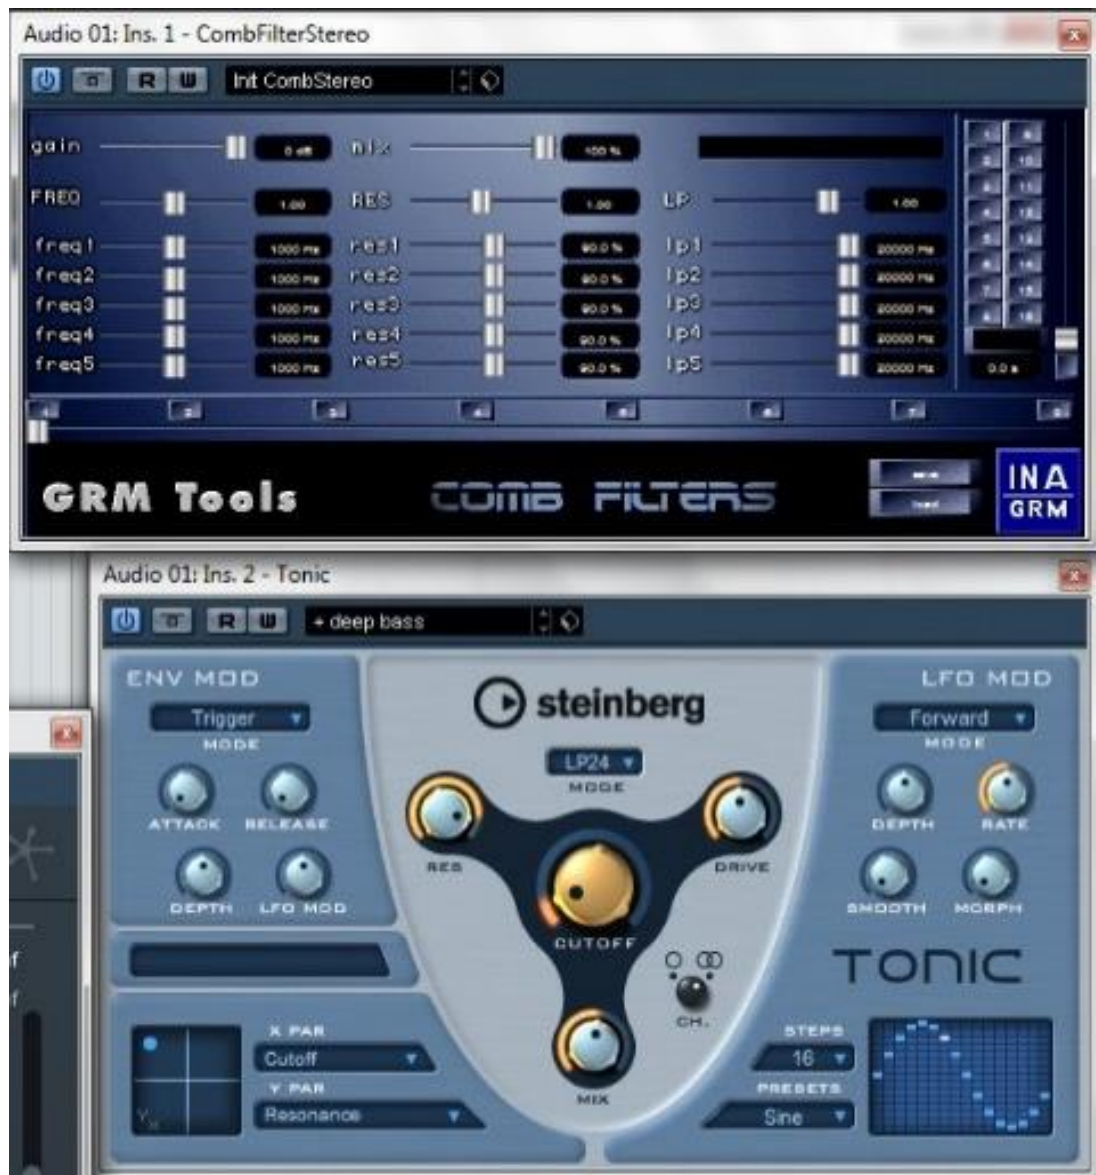 Audio 01: Ins. 1 - CombFilterStereo
R W Init CombStereo
gain 0 dB mix 100 %
FREQ 1.00 RES 1.00 LP 1.00
freq1 1000 Hz res1 90.0 % lp1 20000 Hz
freq2 1000 Hz res2 90.0 % lp2 20000 Hz
freq3 1000 Hz res3 90.0 % lp3 20000 Hz
freq4 1000 Hz res4 90.0 % lp4 20000 Hz
freq5 1000 Hz res5 90.0 % lp5 20000 Hz
0.0 s
GRM Tools COMB FILTERS
INA
GRM
Audio 01: Ins. 2 - Tonic
R W + deep bass
ENV MOD
Trigger
MODE
ATTACK RELEASE
DEPTH LFO MOD
steinberg
LP24
MODE
RES
DRIVE
CUTOFF
CH.
MIX
LFO MOD
Forward
MODE
DEPTH RATE
SMOOTH MORPH
TONIC
X PAR
Cutoff
Y PAR
Resonance
Y X
STEPS
16
PRESETS
Sine